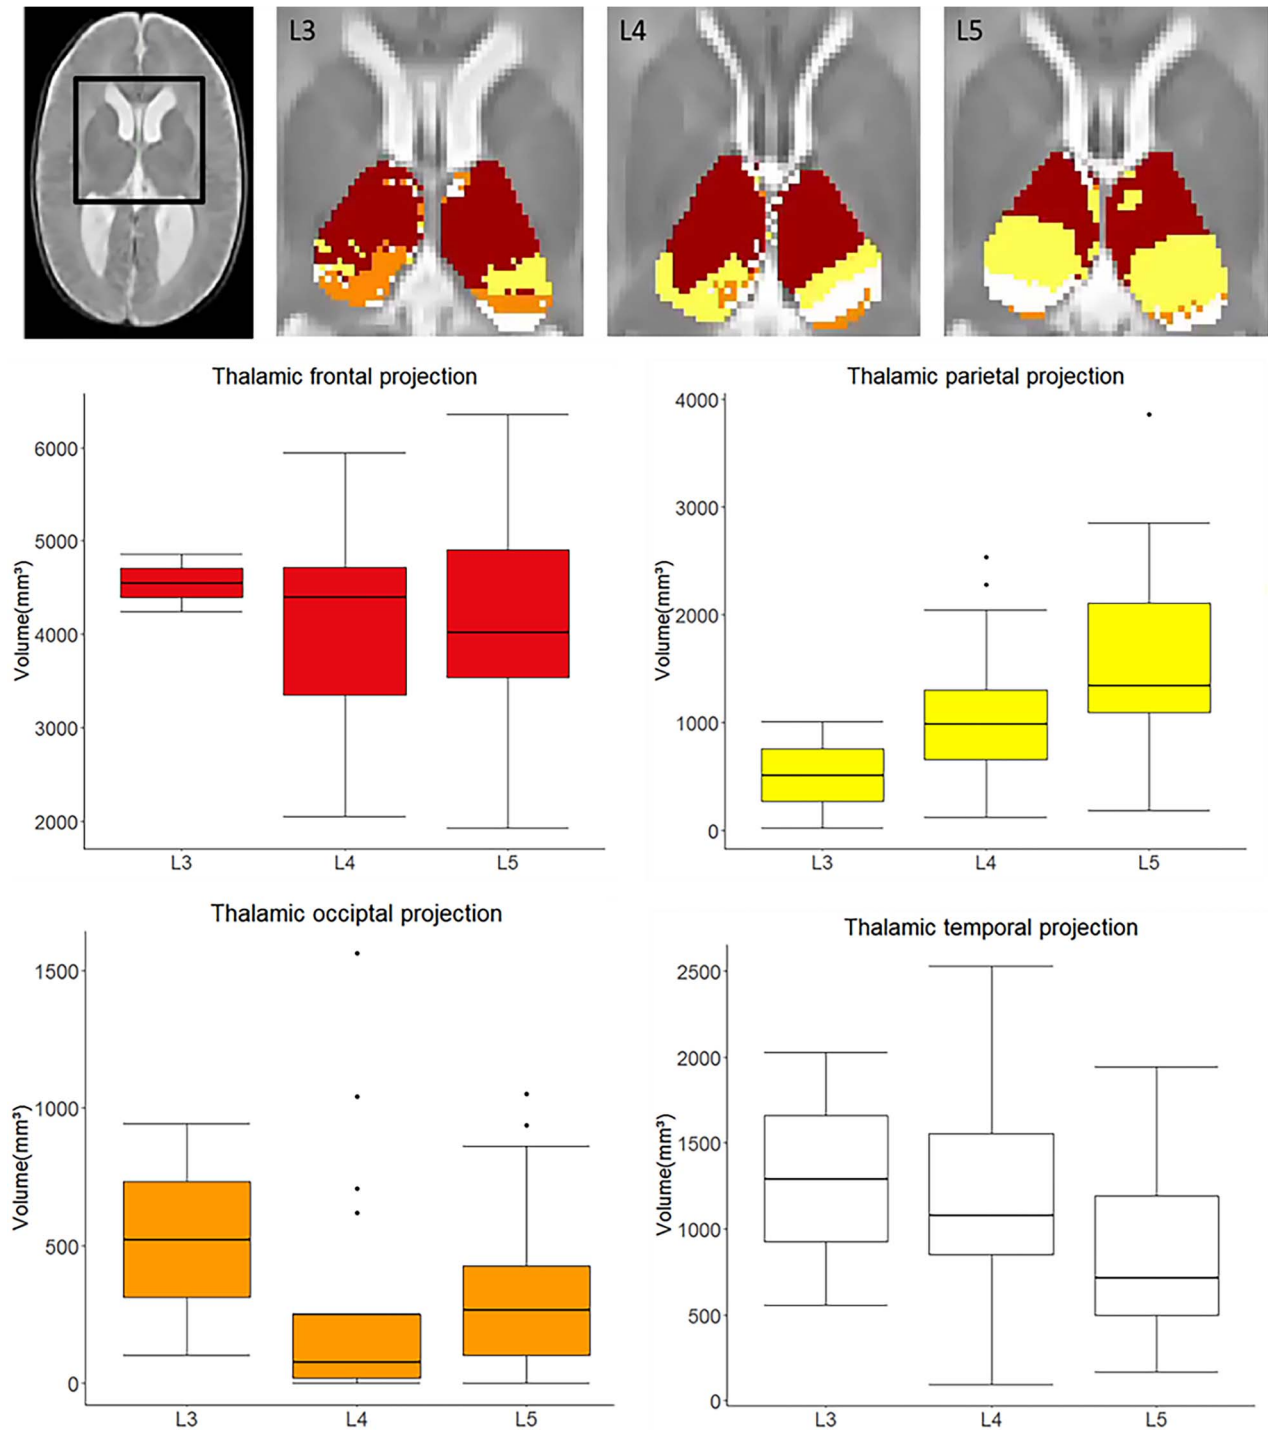 L3
L4
L5
Thalamic frontal projection
Volume(mm³)
6000
5000
4000
3000
2000
L3
L4
L5
Thalamic parietal projection
Volume(mm³)
4000
3000
2000
1000
0
L3
L4
L5
Thalamic occiptal projection
Volume(mm³)
1500
1000
500
0
L3
L4
L5
Thalamic temporal projection
Volume(mm³)
2500
2000
1500
1000
500
0
L3
L4
L5